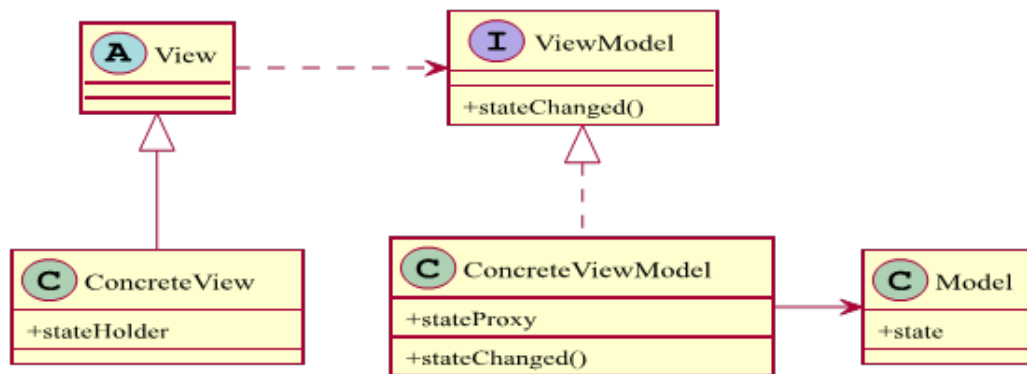 A View
I ViewModel
+stateChanged()
C ConcreteView
+stateHolder
C ConcreteViewModel
+stateProxy
+stateChanged()
C Model
+state